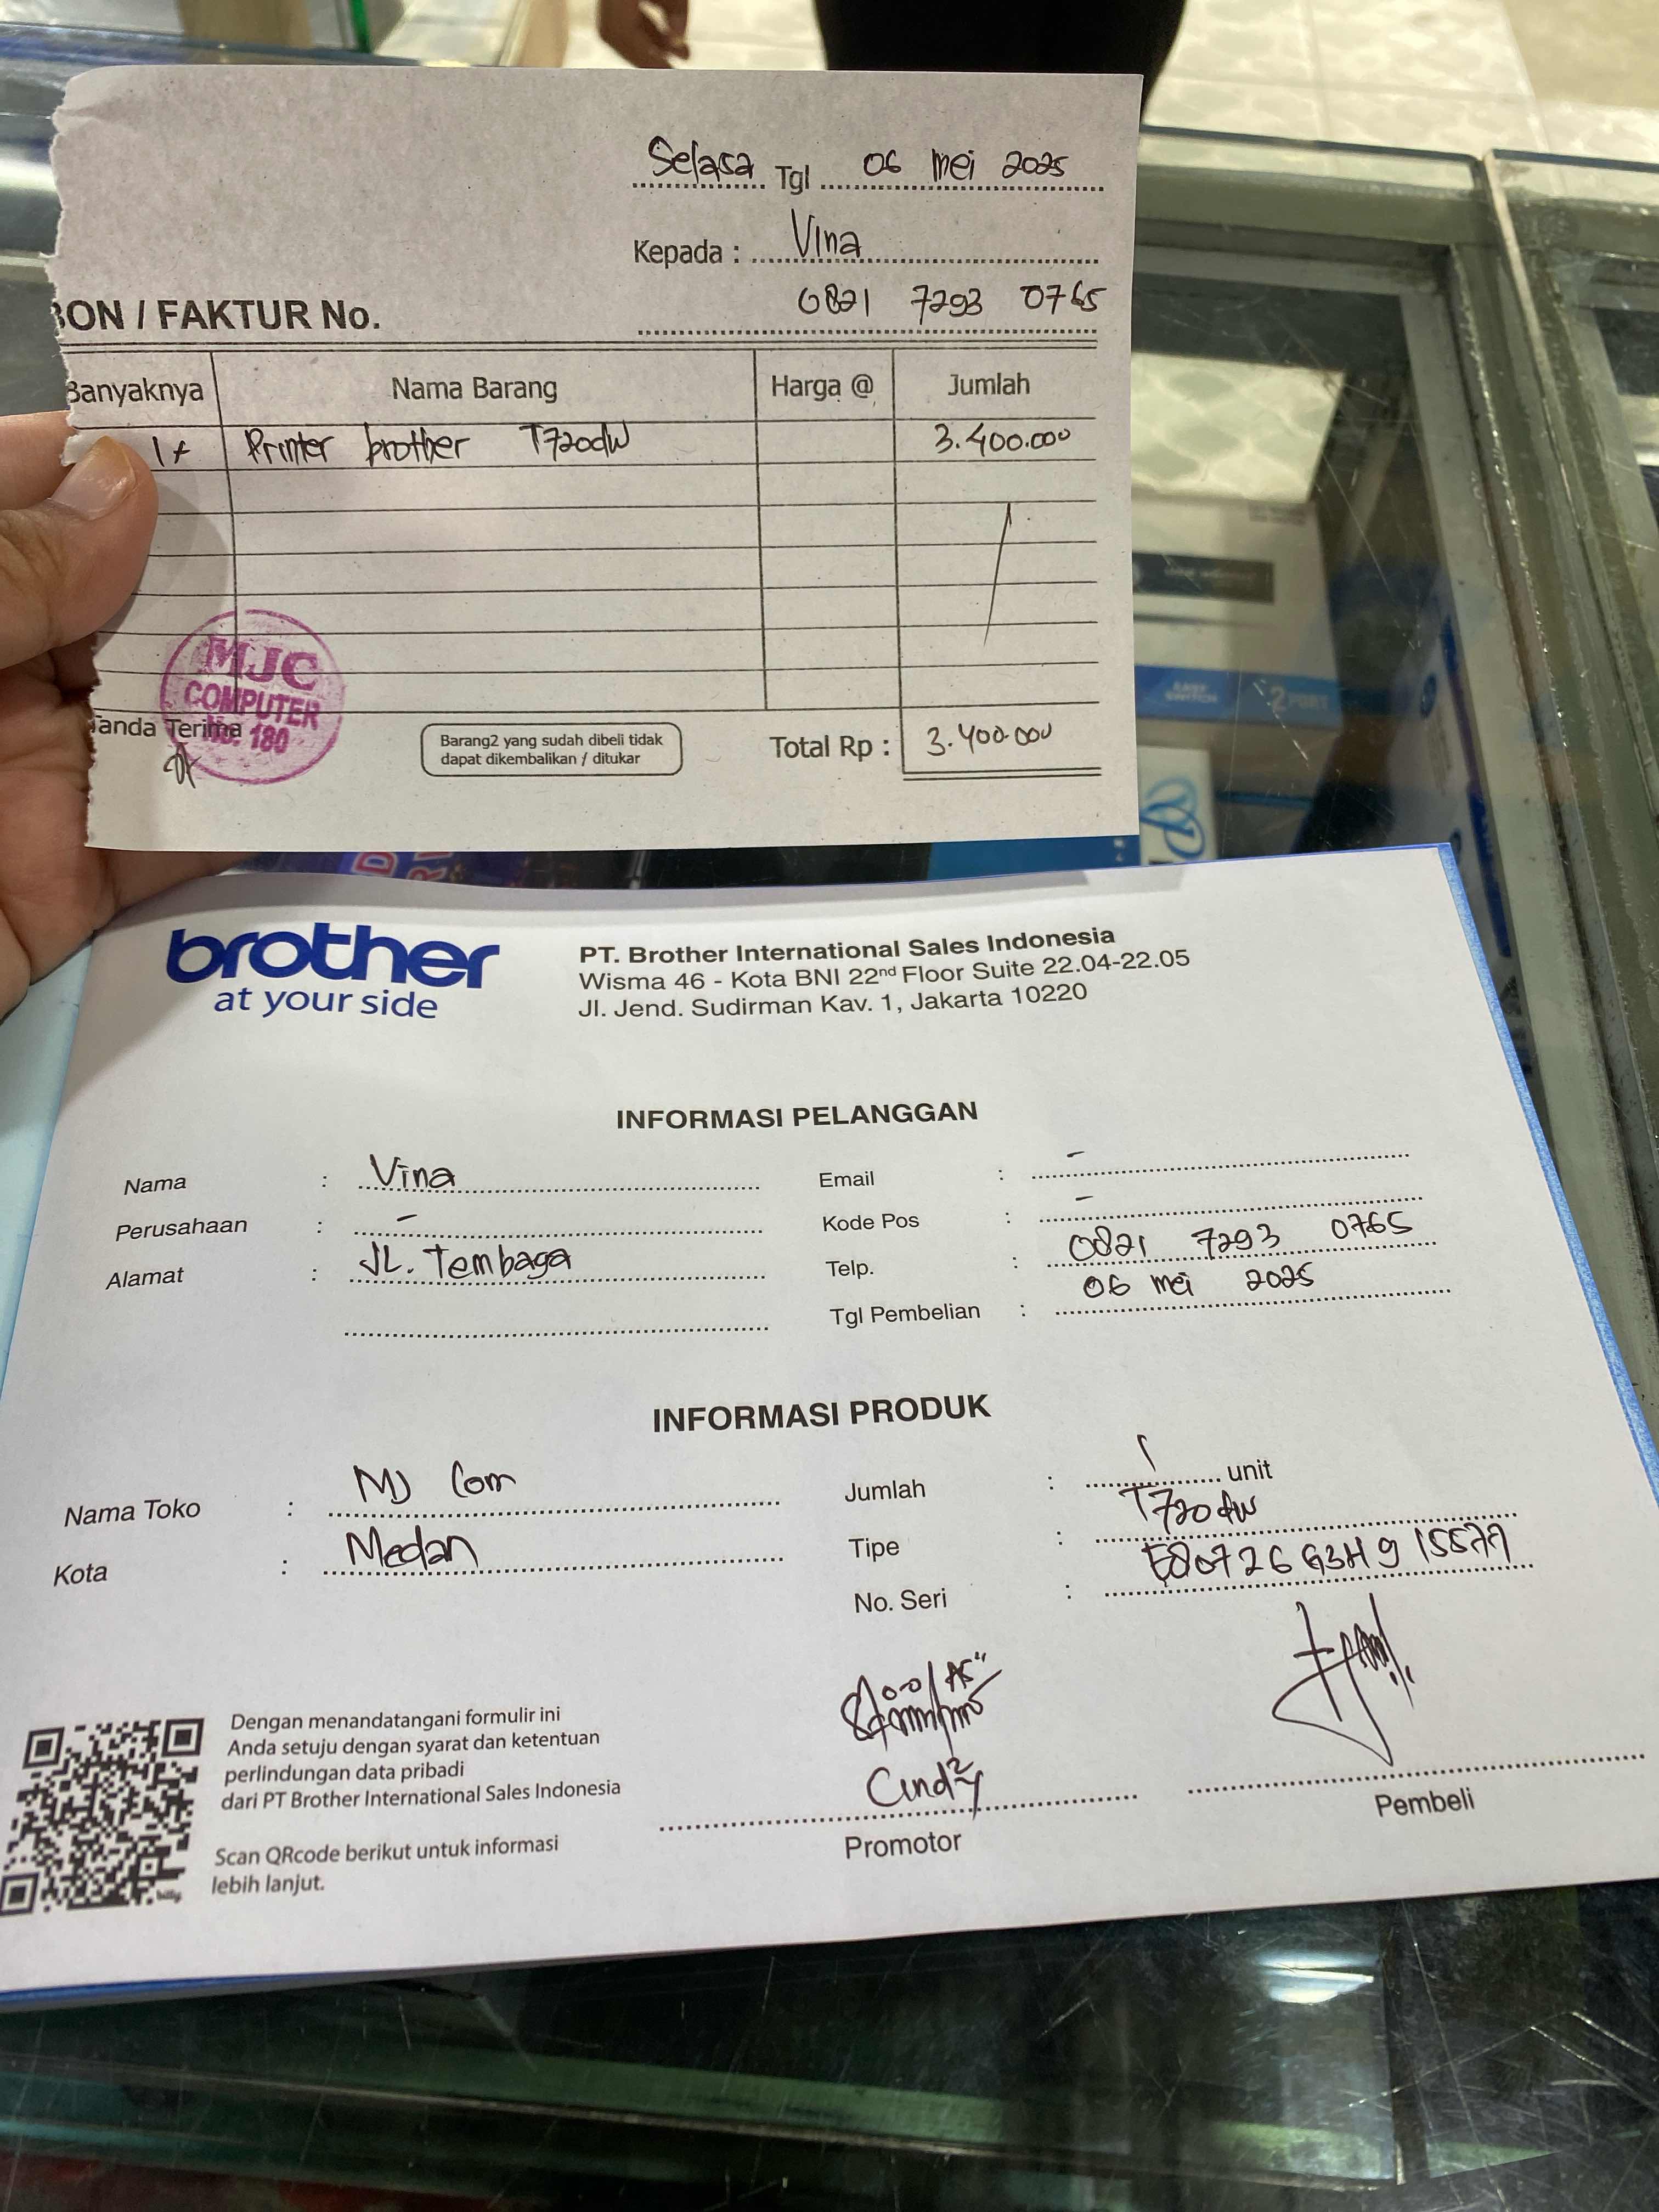 Selasa Tgl 06 Mei 2025
Kepada : Vina
0821 7293 0765
BON / FAKTUR No.
Banyaknya Nama Barang Harga @ Jumlah
1x Printer brother T720dw 3.400.000
MJC
COMPUTER
No. 180
Tanda Terima
Barang2 yang sudah dibeli tidak
dapat dikembalikan / ditukar
Total Rp : 3.400.000
brother
at your side
PT. Brother International Sales Indonesia
Wisma 46 - Kota BNI 22nd Floor Suite 22.04-22.05
Jl. Jend. Sudirman Kav. 1, Jakarta 10220
INFORMASI PELANGGAN
Nama : Vina
Perusahaan : -
Alamat : JL. Tembaga
Email : -
Kode Pos : -
Telp. : 0821 7293 0765
Tgl Pembelian : 06 mei 2025
INFORMASI PRODUK
Nama Toko : MJ Com
Kota : Medan
Jumlah : 1 unit
Tipe : T720dw
No. Seri : E80726G3H915577
Dengan menandatangani formulir ini
Anda setuju dengan syarat dan ketentuan
perlindungan data pribadi
dari PT Brother International Sales Indonesia
Scan QRcode berikut untuk informasi
lebih lanjut.
Cindy
Promotor
Pembeli
EASY
SWITCH
2 PORT